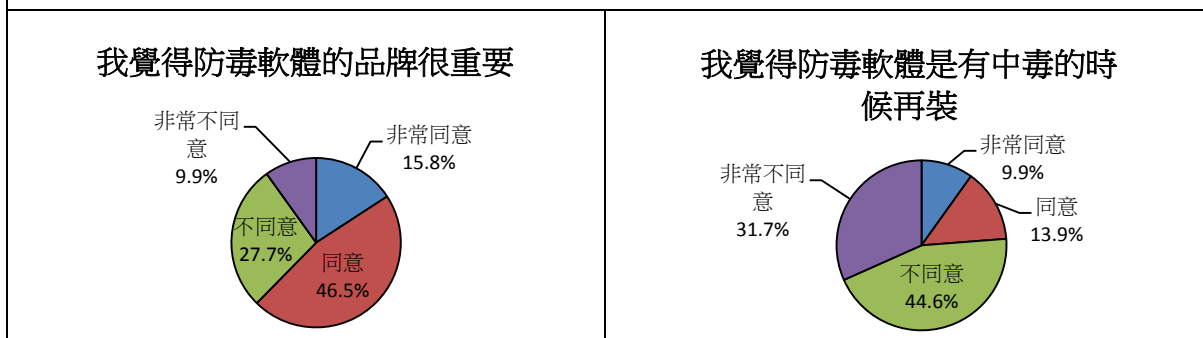 我覺得防毒軟體的品牌很重要
非常不同
意
9.9%
非常同意
15.8%
不同意
27.7%
同意
46.5%
我覺得防毒軟體是有中毒的時
候再裝
非常不同
意
31.7%
非常同意
9.9%
同意
13.9%
不同意
44.6%